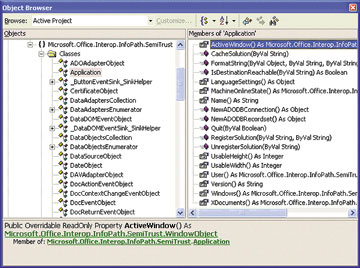 Object Browser
Browse: Active Project
Customize...
Objects
Microsoft.Office.Interop.InfoPath.SemiTrust
Classes
ADOAdapterObject
Application
_ButtonEventSink_SinkHelper
CertificateObject
DataAdaptersCollection
DataAdaptersEnumerator
DataDOMEventObject
_DataDOMEventSink_SinkHelper
DataObjectsCollection
DataObjectsEnumerator
DataSourceObject
DateObject
DAVAdapterObject
DocActionEventObject
DocContextChangeEventObject
DocEventObject
DocReturnEventObject
Members of 'Application'
ActiveWindow() As Microsoft.Office.Interop.InfoPath.Sem
CacheSolution(ByVal String, ByVal String)
FormatString(ByVal Object, ByVal String, ByVal String)
IsDestinationReachable(ByVal String) As Boolean
LanguageSettings() As Object
MachineOnlineState() As Microsoft.Office.Interop.InfoPa
Name() As String
NewADODBConnection() As Object
NewADODBRecordset() As Object
Quit(ByVal Boolean)
RegisterSolution(ByVal String, ByVal String)
UnregisterSolution(ByVal String)
UsableHeight() As Integer
UsableWidth() As Integer
User() As Microsoft.Office.Interop.InfoPath.SemiTrust.U
Version() As String
Windows() As Microsoft.Office.Interop.InfoPath.SemiTrus
XDocuments() As Microsoft.Office.Interop.InfoPath.Semi
Public Overridable ReadOnly Property ActiveWindow() As
Microsoft.Office.Interop.InfoPath.SemiTrust.WindowObject
Member of: Microsoft.Office.Interop.InfoPath.SemiTrust.Application